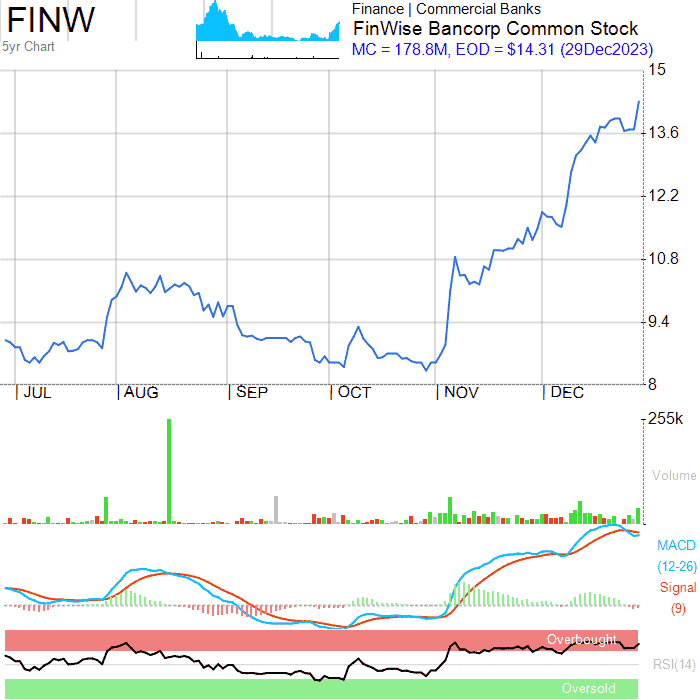 FINW
5yr Chart
Finance | Commercial Banks
FinWise Bancorp Common Stock
MC = 178.8M, EOD = $14.31 (29Dec2023)
15
13.6
12.2
10.8
9.4
8
| JUL | AUG | SEP | OCT | NOV | DEC
255k
Volume
MACD
(12-26)
Signal
(9)
Overbought
RSI(14)
Oversold